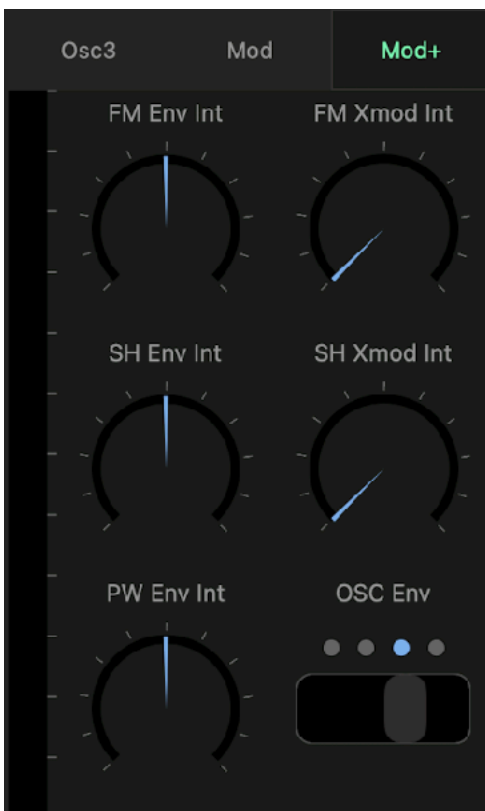 Osc3 Mod Mod+
FM Env Int FM Xmod Int
SH Env Int SH Xmod Int
PW Env Int OSC Env